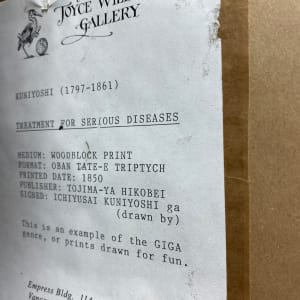 JOYCE
GALLERY
KUNIYOSHI (1797-1861)
TREATMENT FOR SERIOUS DISEASES
MEDIUM: WOODBLOCK PRINT
FORMAT: OBAN TATE-E TRIPTYCH
PRINTED DATE: 1850
PUBLISHER: TOJIMA-YA HIKOBEI
SIGNED: ICHIYUSAI KUNIYOSHI ga
(drawn by)
This is an example of the GIGA
genre, or prints drawn for fun.
Empress Bldg.